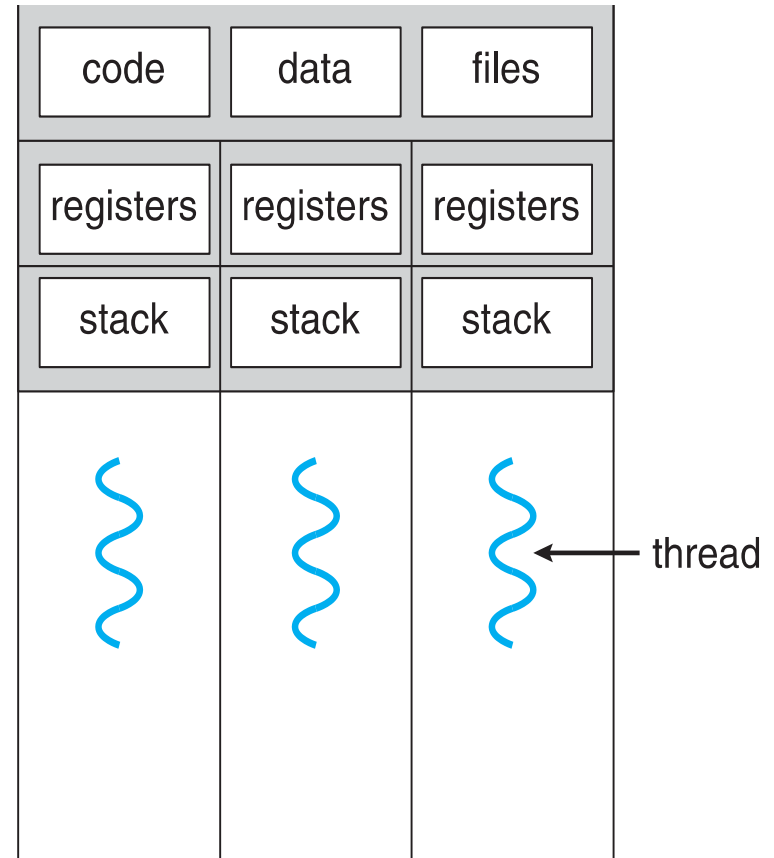 code data files
registers registers registers
stack stack stack
thread